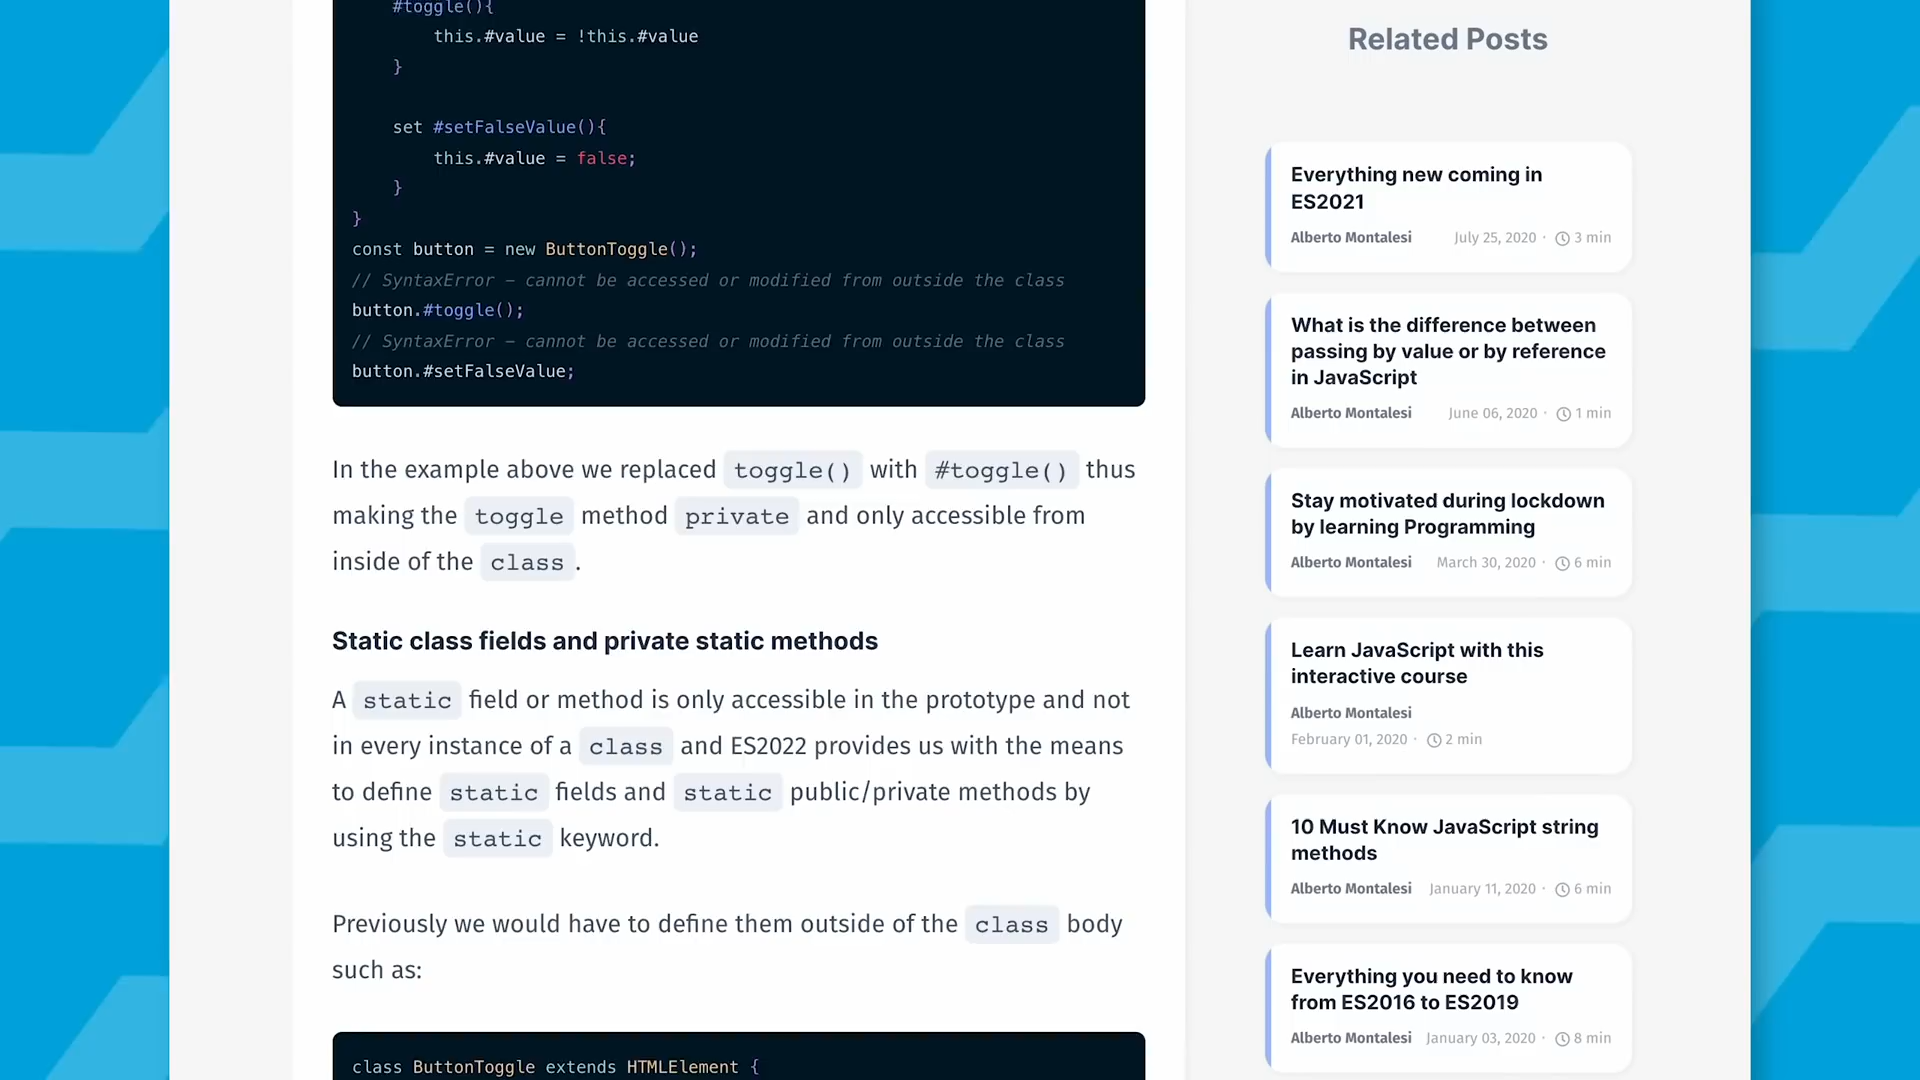 #toggle(){
this.#value = !this.#value
}
set #setFalseValue(){
this.#value = false;
}
}
const button = new ButtonToggle();
// SyntaxError – cannot be accessed or modified from outside the class
button.#toggle();
// SyntaxError – cannot be accessed or modified from outside the class
button.#setFalseValue;
In the example above we replaced toggle() with #toggle() thus
making the toggle method private and only accessible from
inside of the class .
Static class fields and private static methods
A static field or method is only accessible in the prototype and not
in every instance of a class and ES2022 provides us with the means
to define static fields and static public/private methods by
using the static keyword.
Previously we would have to define them outside of the class body
such as:
class ButtonToggle extends HTMLElement {
Related Posts
Everything new coming in
ES2021
Alberto Montalesi July 25, 2020 · 3 min
What is the difference between
passing by value or by reference
in JavaScript
Alberto Montalesi June 06, 2020 · 1 min
Stay motivated during lockdown
by learning Programming
Alberto Montalesi March 30, 2020 · 6 min
Learn JavaScript with this
interactive course
Alberto Montalesi
February 01, 2020 · 2 min
10 Must Know JavaScript string
methods
Alberto Montalesi January 11, 2020 · 6 min
Everything you need to know
from ES2016 to ES2019
Alberto Montalesi January 03, 2020 · 8 min